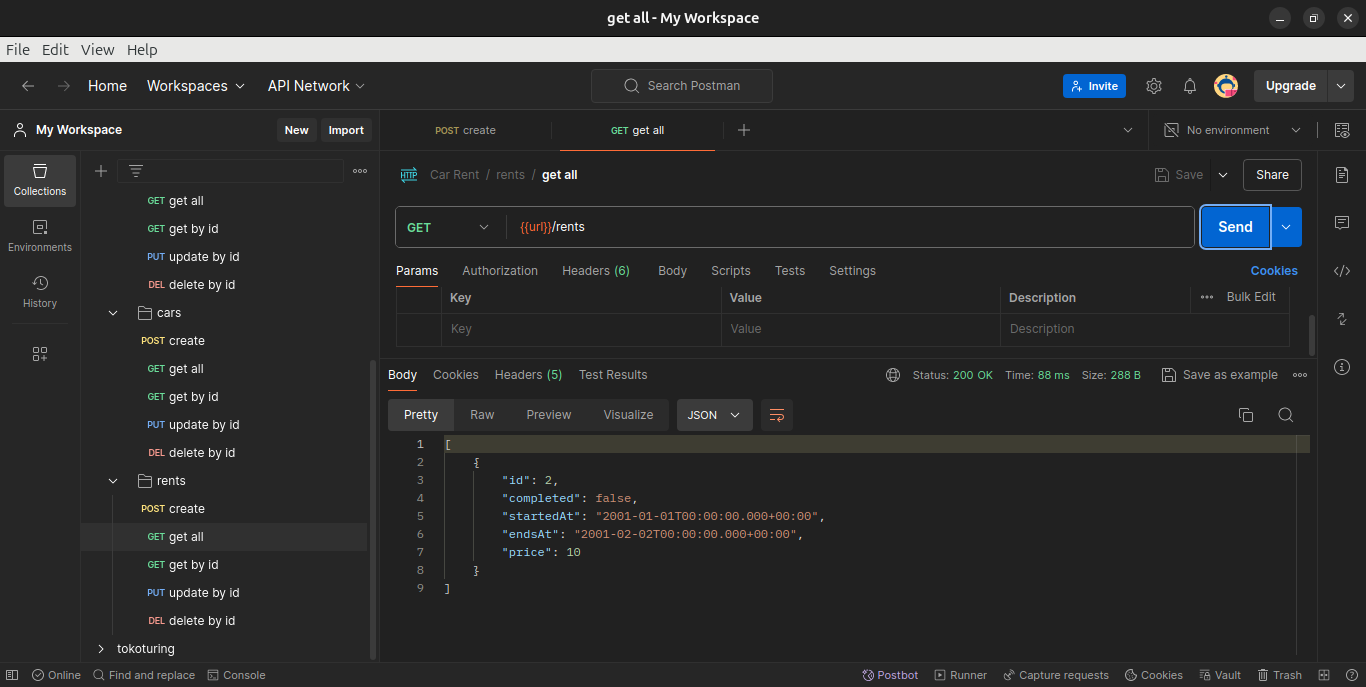 get all - My Workspace
File Edit View Help
Home Workspaces API Network Search Postman Invite Upgrade
My Workspace New Import
POST create GET get all No environment
Collections
Environments
History
GET get all
GET get by id
PUT update by id
DEL delete by id
cars
POST create
GET get all
GET get by id
PUT update by id
DEL delete by id
rents
POST create
GET get all
GET get by id
PUT update by id
DEL delete by id
tokoturing
HTTP Car Rent / rents / get all Save Share
GET {{url}}/rents Send
Params Authorization Headers (6) Body Scripts Tests Settings Cookies
Key Value Description Bulk Edit
Key Value Description
Body Cookies Headers (5) Test Results Status: 200 OK Time: 88 ms Size: 288 B Save as example
Pretty Raw Preview Visualize JSON
1 [
2 {
3 "id": 2,
4 "completed": false,
5 "startedAt": "2001-01-01T00:00:00.000+00:00",
6 "endsAt": "2001-02-02T00:00:00.000+00:00",
7 "price": 10
8 }
9 ]
Online Find and replace Console Postbot Runner Capture requests Cookies Vault Trash